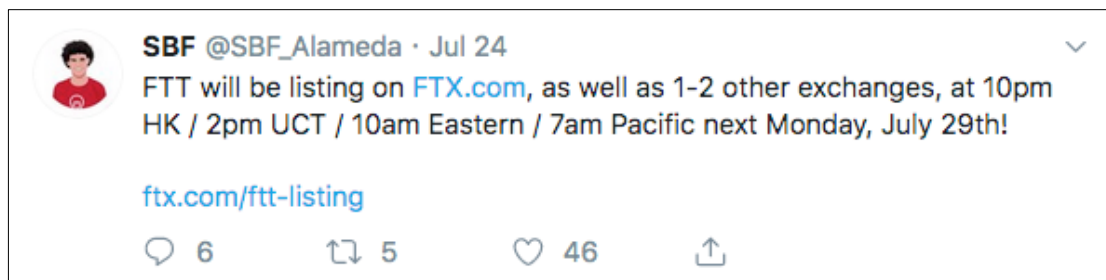 SBF @SBF_Alameda · Jul 24
FTT will be listing on FTX.com, as well as 1-2 other exchanges, at 10pm
HK / 2pm UCT / 10am Eastern / 7am Pacific next Monday, July 29th!
ftx.com/ftt-listing
6 5 46